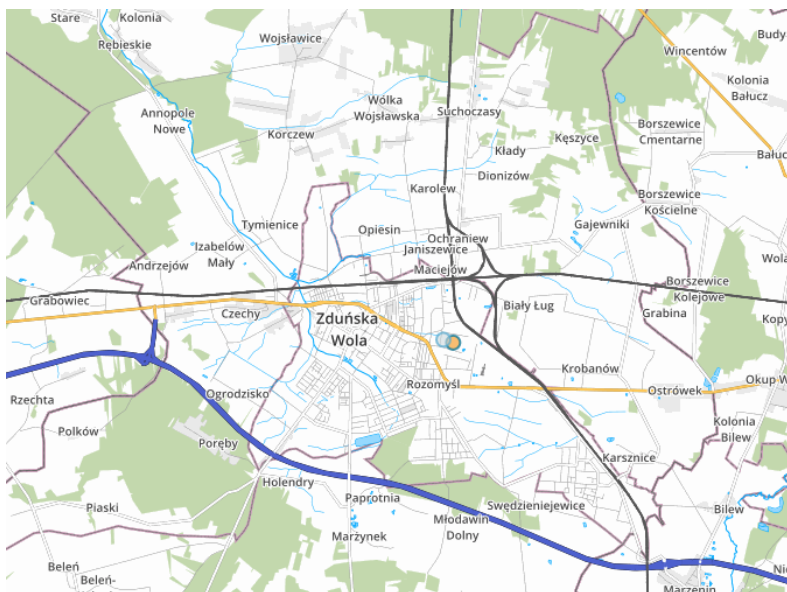 Stare
Kolonia
Rębieskie
Wojsławice
Wincentów
Budy
Kolonia
Bałucz
Annopole
Nowe
Wólka
Wojsławska
Suchoczasy
Korczew
Kęszyce
Borszewice
Cmentarne
Kłady
Dionizów
Bału
Karolew
Borszewice
Kościelne
Tymienice
Opiesin
Ochraniew
Janiszewice
Gajewniki
Izabelów
Mały
Andrzejów
Maciejów
Wola
Grabowiec
Borszewice
Kolejowe
Czechy
Zduńska
Wola
Biały Ług
Grabina
Kopy
Krobanów
Rozomyśl
Okup W
Ostrówek
Rzechta
Ogrodzisko
Polków
Poręby
Kolonia
Bilew
Karsznice
Holendry
Paprotnia
Swędzieniejewice
Piaski
Młodawin
Dolny
Bilew
Marżynek
Beleń
Beleń-
Marzenin
Ni